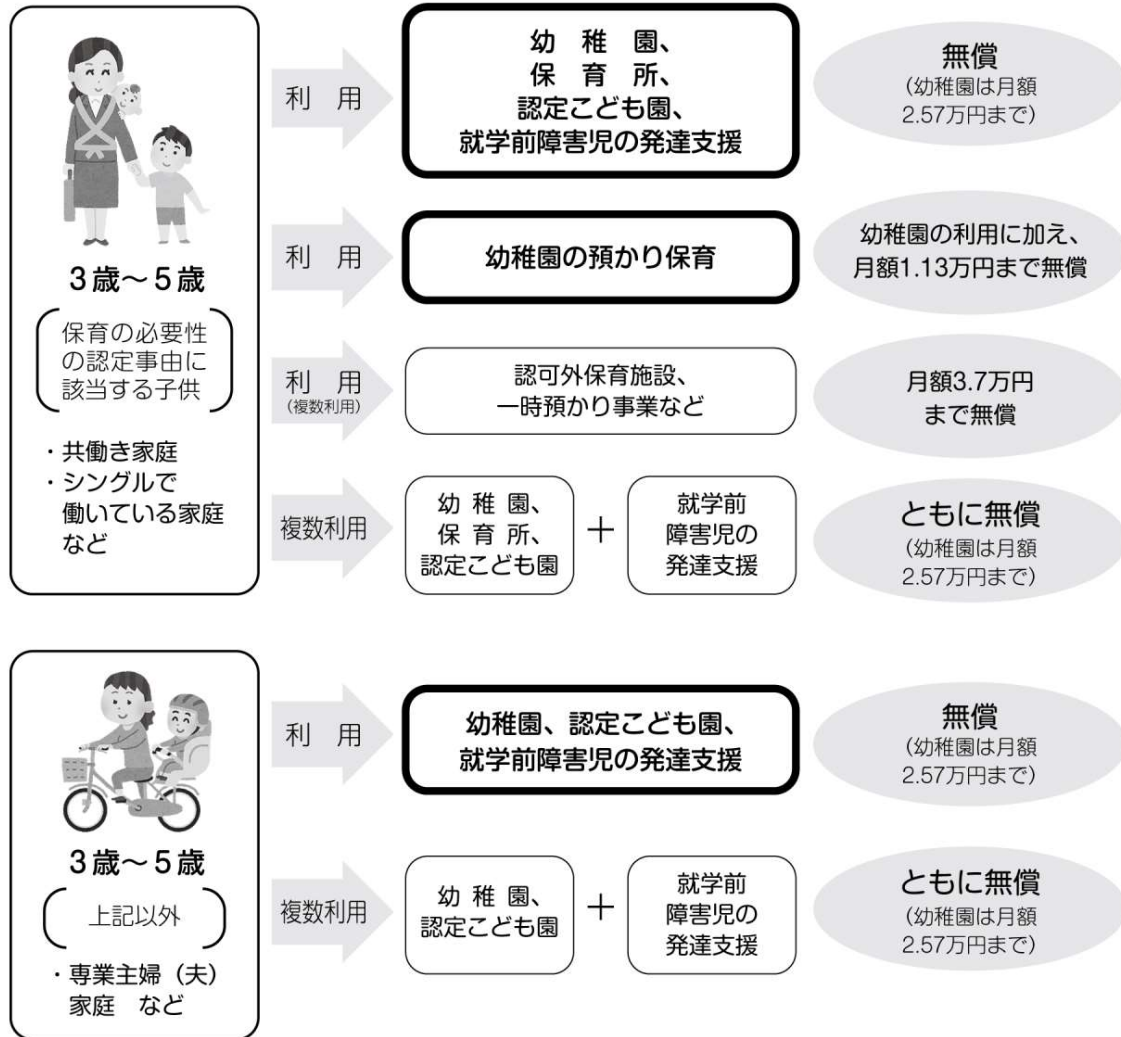 3歳〜5歳
保育の必要性
の認定事由に
該当する子供
・共働き家庭
・シングルで
働いている家庭
など
利　用
幼　稚　園、
保　育　所、
認定こども園、
就学前障害児の発達支援
無償
(幼稚園は月額
2.57万円まで)
利　用
幼稚園の預かり保育
幼稚園の利用に加え、
月額1.13万円まで無償
利　用
(複数利用)
認可外保育施設、
一時預かり事業など
月額3.7万円
まで無償
複数利用
幼　稚　園、
保　育　所、
認定こども園
＋
就学前
障害児の
発達支援
ともに無償
(幼稚園は月額
2.57万円まで)
3歳〜5歳
上記以外
・専業主婦（夫）
家庭　など
利　用
幼稚園、認定こども園、
就学前障害児の発達支援
無償
(幼稚園は月額
2.57万円まで)
複数利用
幼　稚　園、
認定こども園
＋
就学前
障害児の
発達支援
ともに無償
(幼稚園は月額
2.57万円まで)